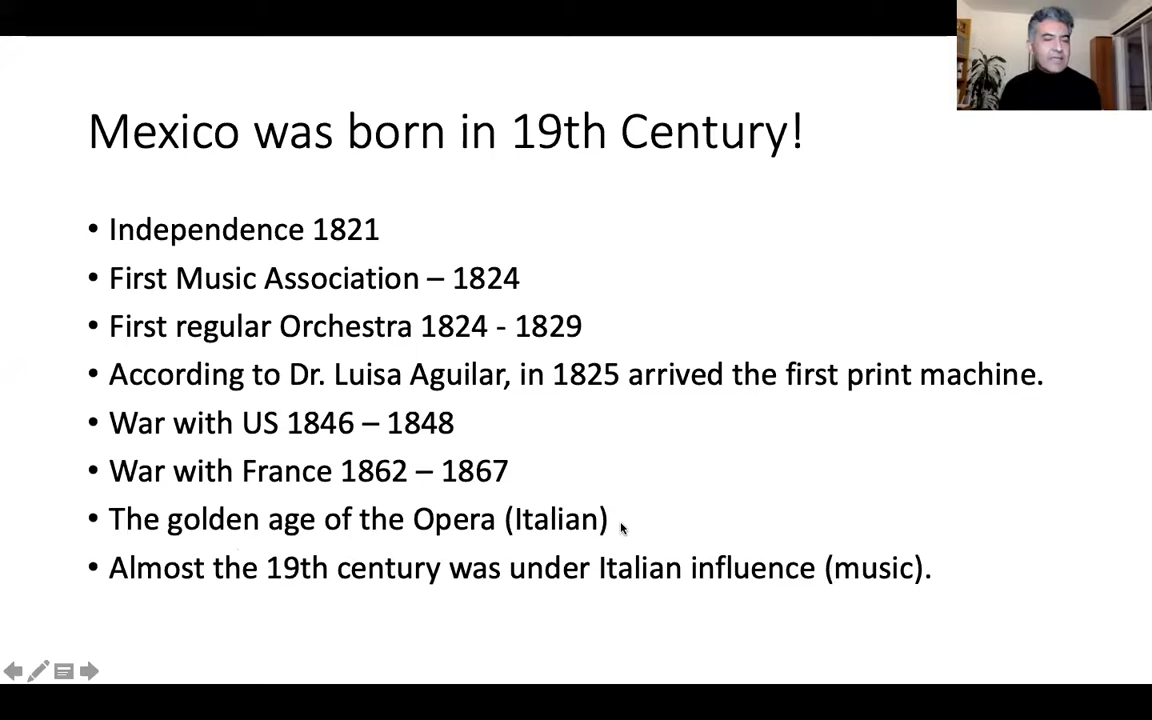 Mexico was born in 19th Century!
• Independence 1821
• First Music Association – 1824
• First regular Orchestra 1824 - 1829
• According to Dr. Luisa Aguilar, in 1825 arrived the first print machine.
• War with US 1846 – 1848
• War with France 1862 – 1867
• The golden age of the Opera (Italian)
• Almost the 19th century was under Italian influence (music).